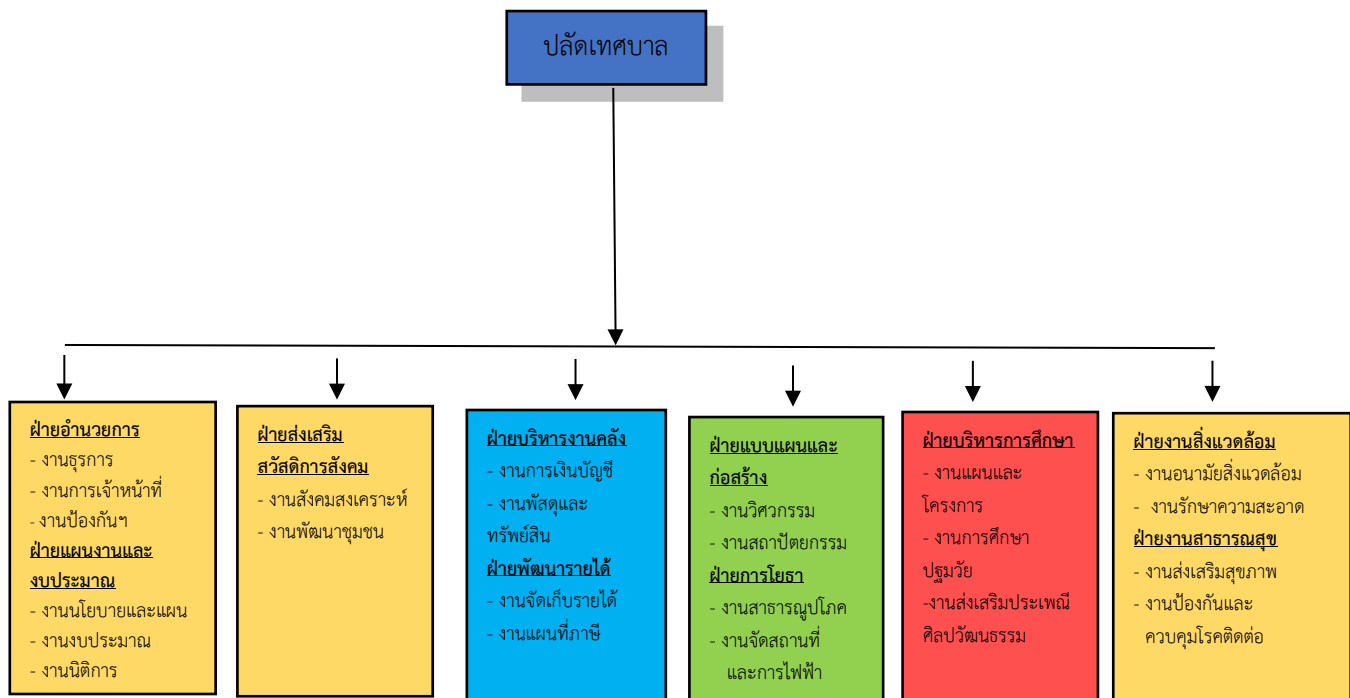 ปลัดเทศบาล
ฝ่ายอำนวยการ
- งานธุรการ
- งานการเจ้าหน้าที่
- งานป้องกันฯ
ฝ่ายแผนงานและ
งบประมาณ
- งานนโยบายและแผน
- งานงบประมาณ
- งานนิติการ
ฝ่ายส่งเสริม
สวัสดิการสังคม
- งานสังคมสงเคราะห์
- งานพัฒนาชุมชน
ฝ่ายบริหารงานคลัง
- งานการเงินบัญชี
- งานพัสดุและ
ทรัพย์สิน
ฝ่ายพัฒนารายได้
- งานจัดเก็บรายได้
- งานแผนที่ภาษี
ฝ่ายแบบแผนและ
ก่อสร้าง
- งานวิศวกรรม
- งานสถาปัตยกรรม
ฝ่ายการโยธา
- งานสาธารณูปโภค
- งานจัดสถานที่
และการไฟฟ้า
ฝ่ายบริหารการศึกษา
- งานแผนและ
โครงการ
- งานการศึกษา
ปฐมวัย
-งานส่งเสริมประเพณี
ศิลปวัฒนธรรม
ฝ่ายงานสิ่งแวดล้อม
- งานอนามัยสิ่งแวดล้อม
- งานรักษาความสะอาด
ฝ่ายงานสาธารณสุข
- งานส่งเสริมสุขภาพ
- งานป้องกันและ
ควบคุมโรคติดต่อ